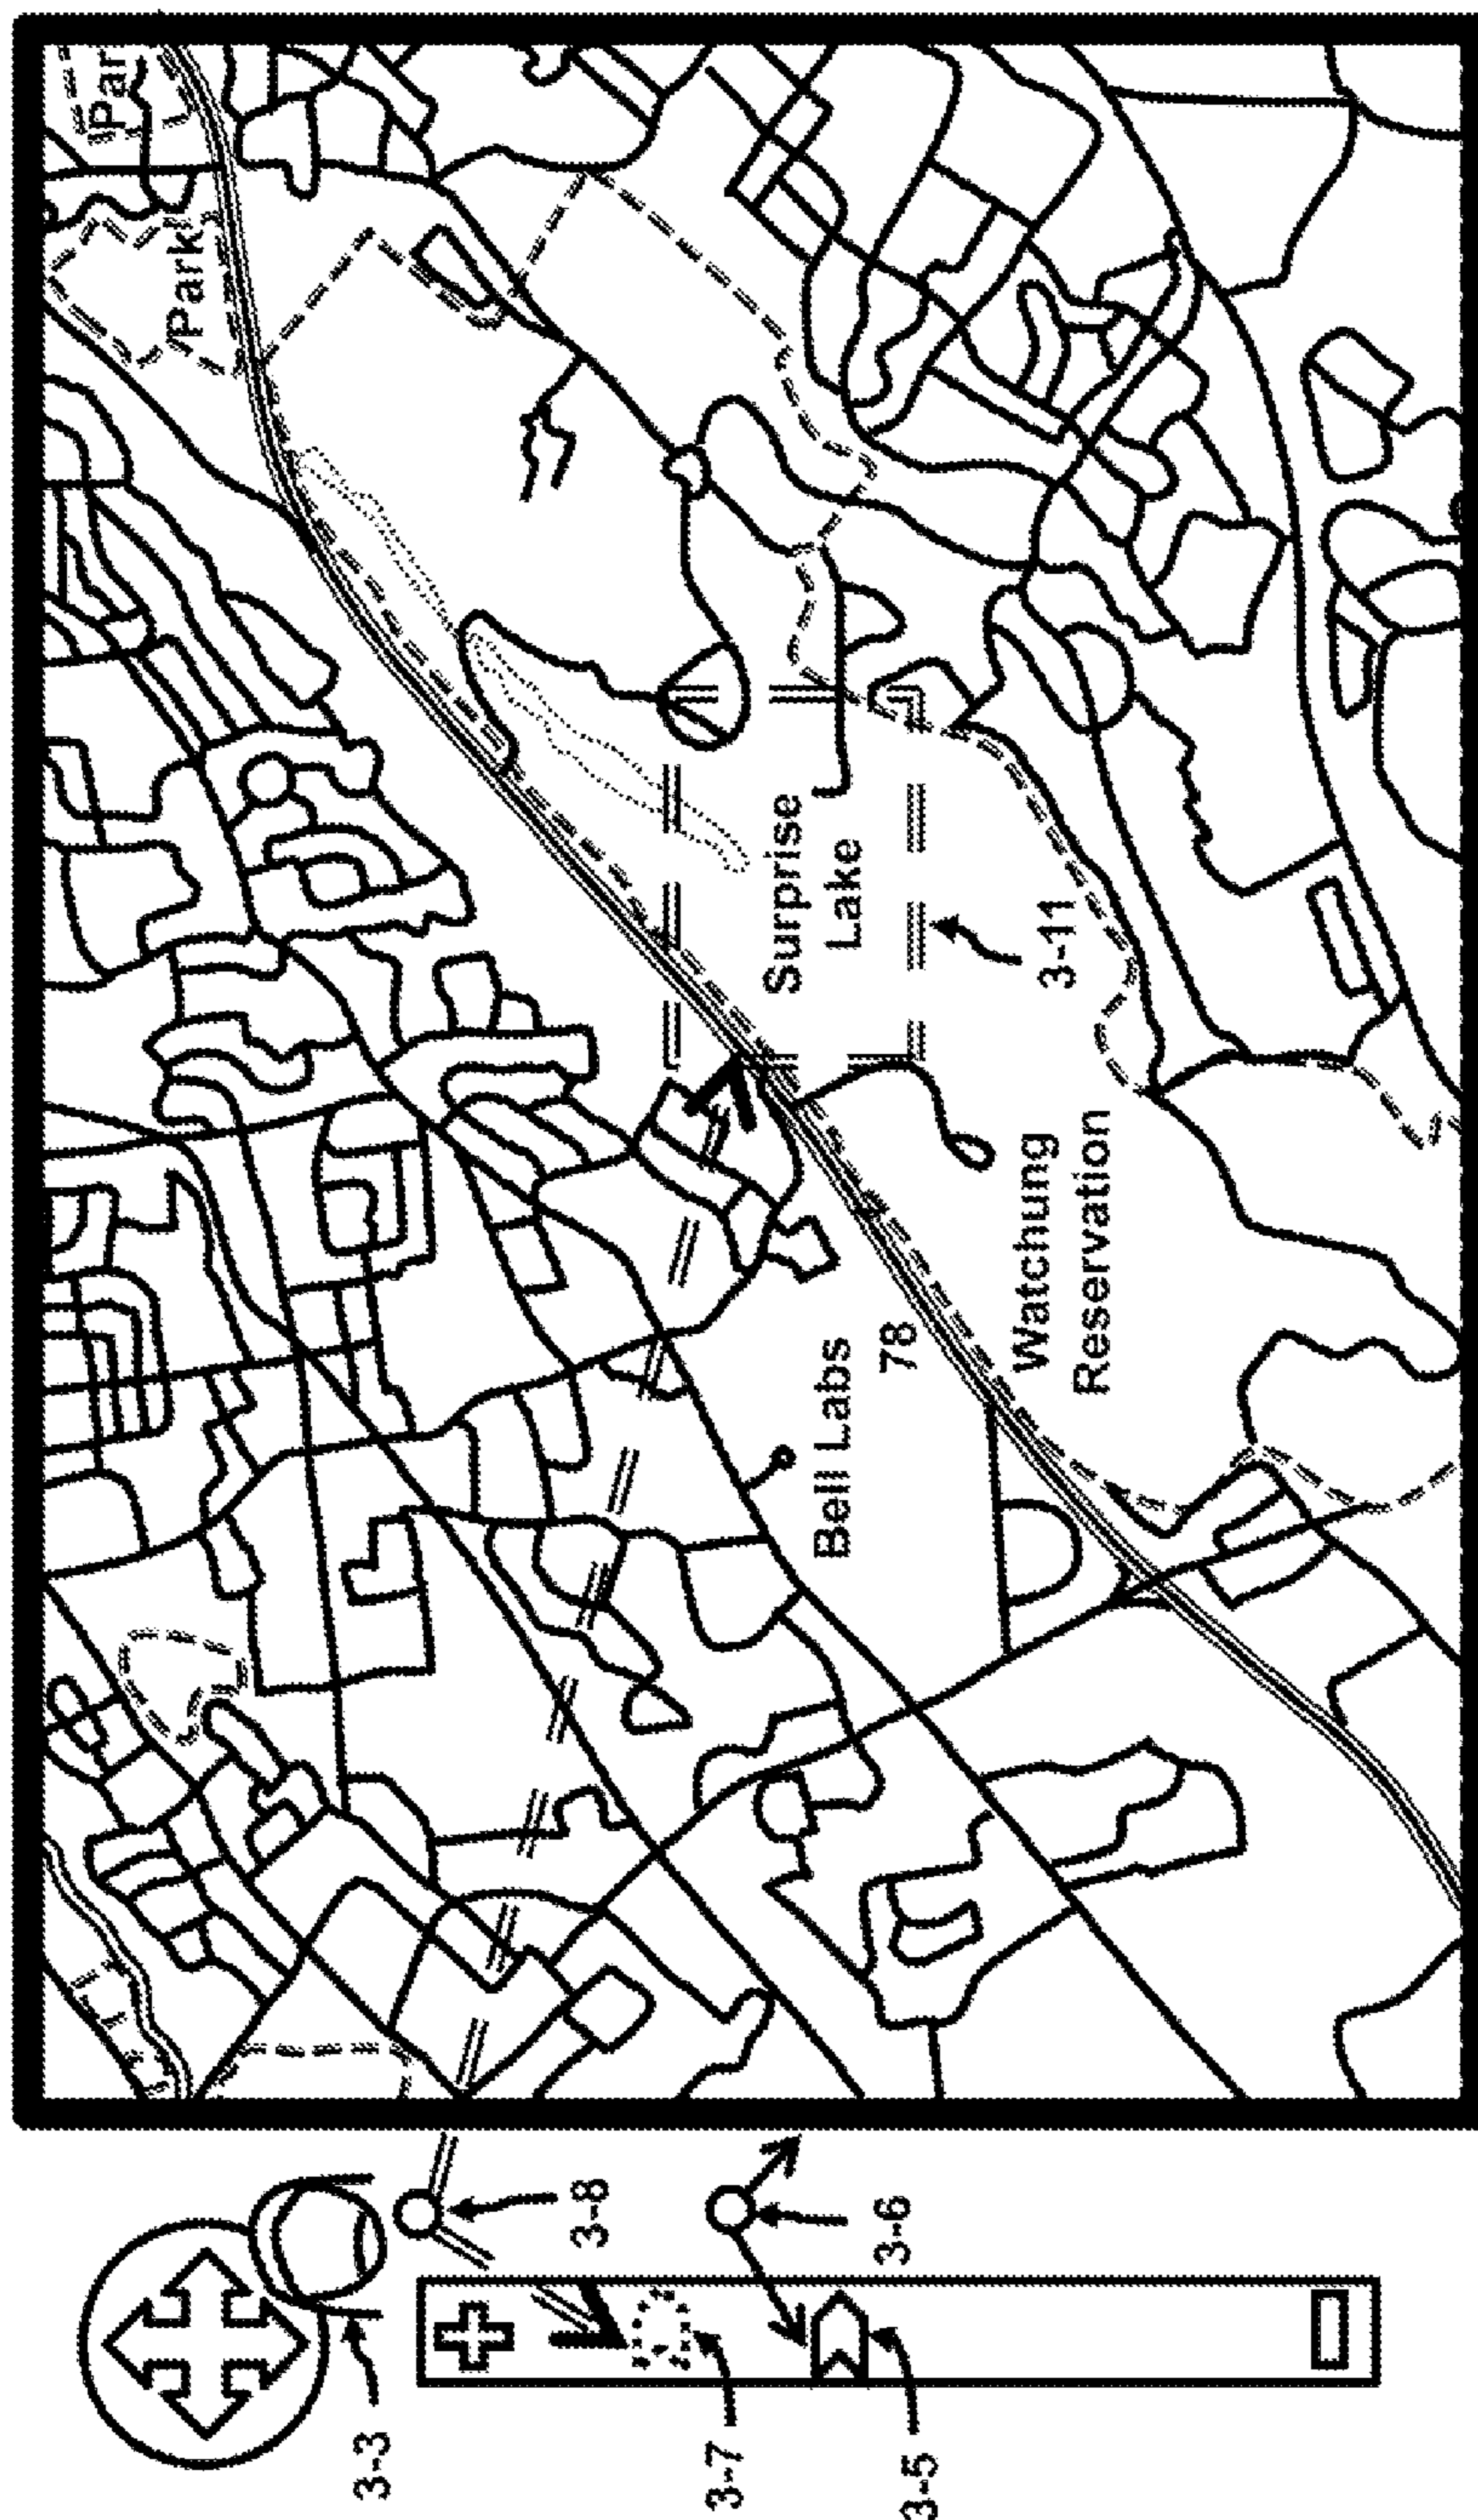 3-3
3-8
3-7
3-6
3-5
Bell Labs
78
Watchung
Reservation
3-11
Surprise
Lake
Park
Par